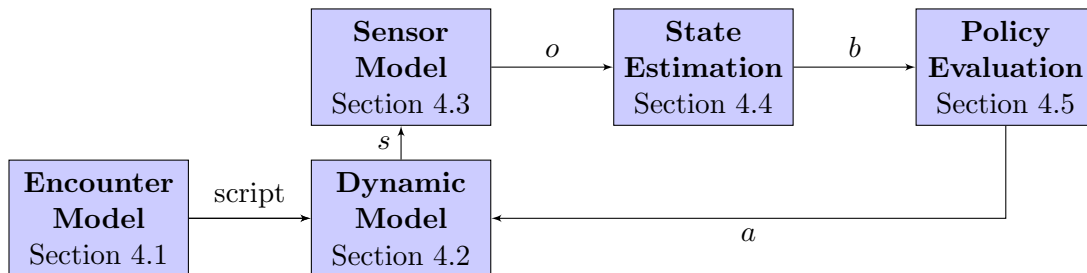 Sensor
Model
Section 4.3
o
State
Estimation
Section 4.4
b
Policy
Evaluation
Section 4.5
s
Encounter
Model
Section 4.1
script
Dynamic
Model
Section 4.2
a